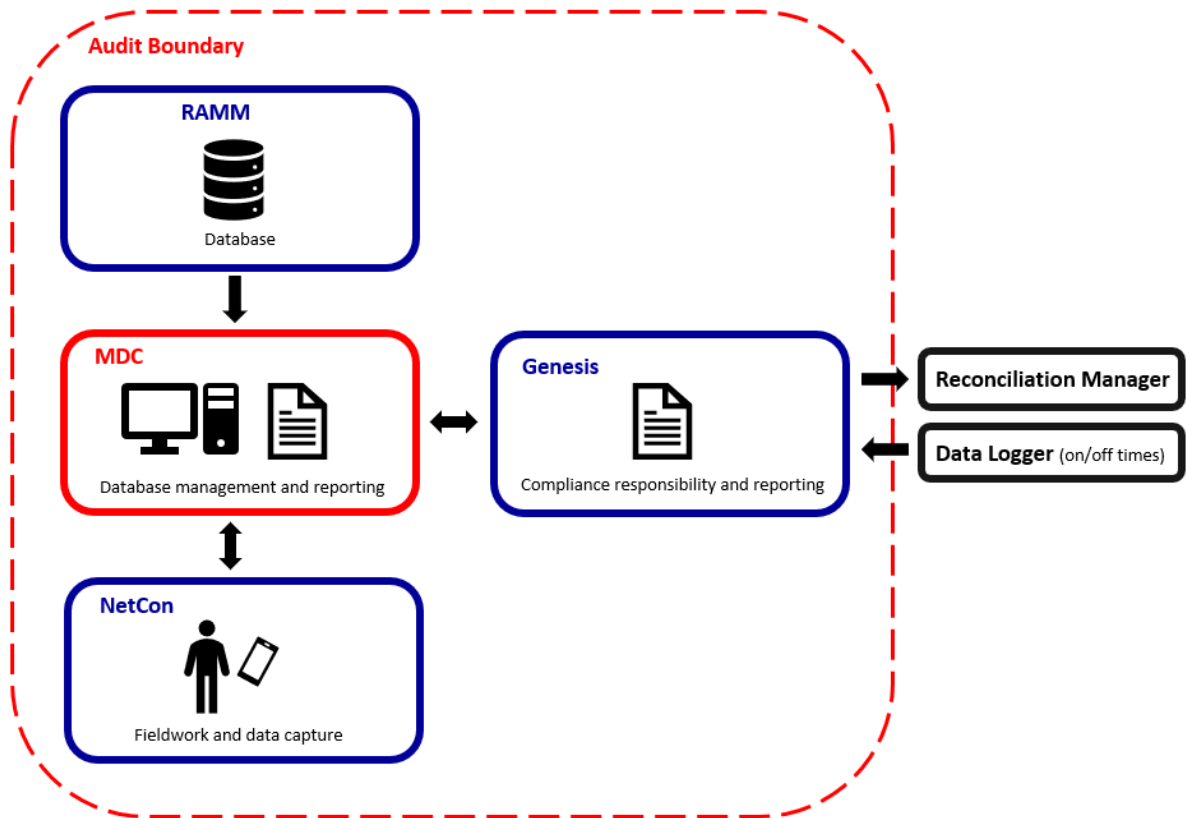 Audit Boundary
RAMM
Database
MDC
Database management and reporting
Genesis
Compliance responsibility and reporting
Reconciliation Manager
Data Logger (on/off times)
NetCon
Fieldwork and data capture